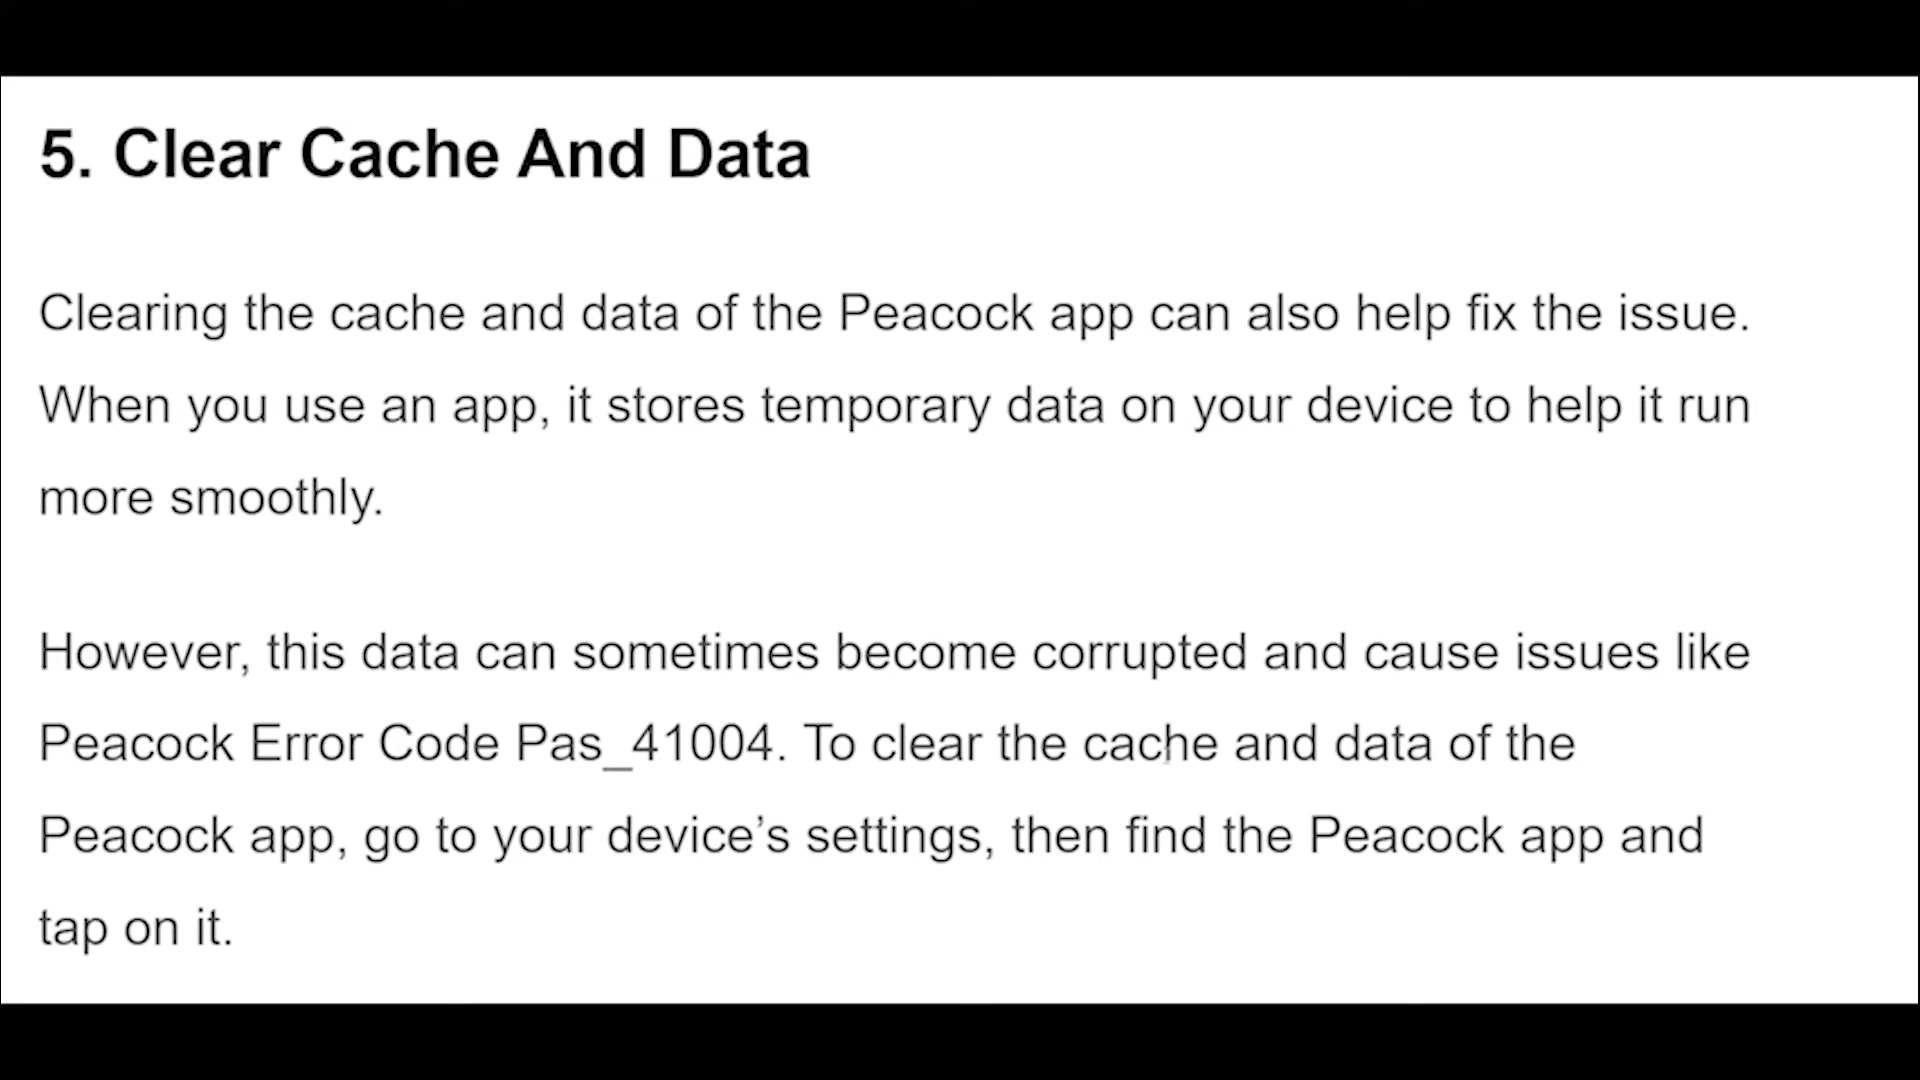 5. Clear Cache And Data
Clearing the cache and data of the Peacock app can also help fix the issue.
When you use an app, it stores temporary data on your device to help it run
more smoothly.
However, this data can sometimes become corrupted and cause issues like
Peacock Error Code Pas_41004. To clear the cache and data of the
Peacock app, go to your device’s settings, then find the Peacock app and
tap on it.